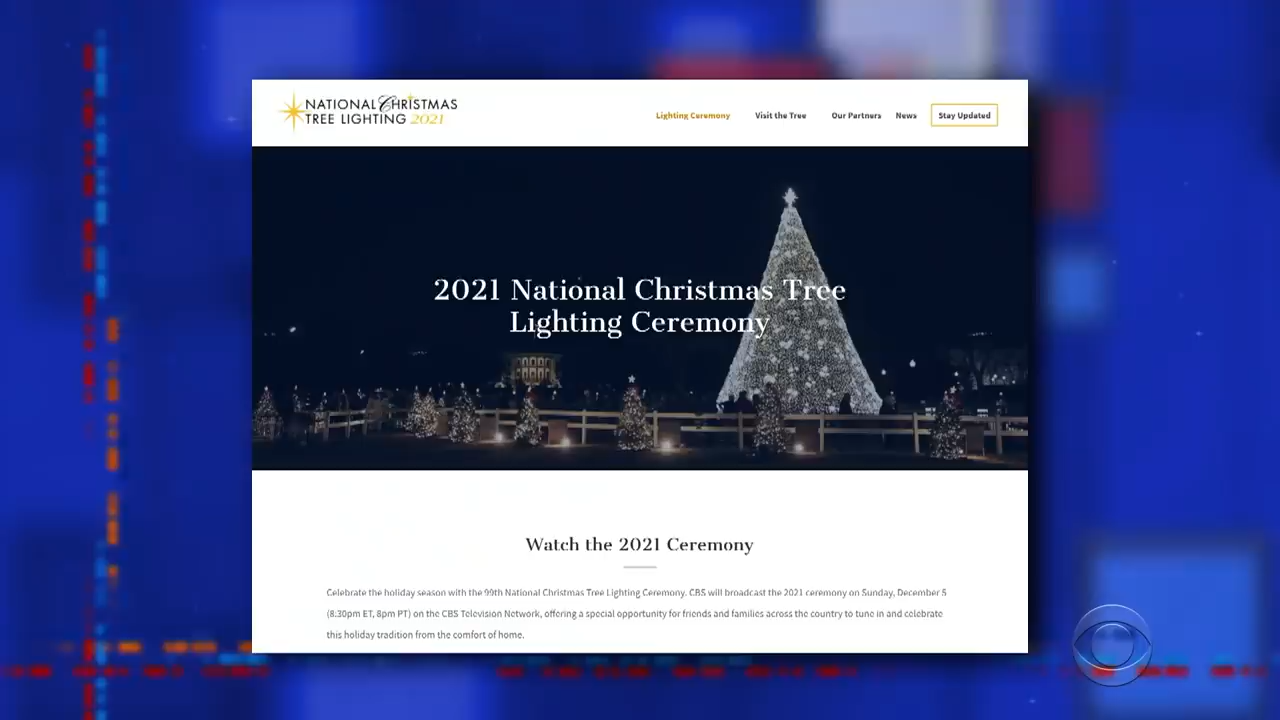 NATIONAL CHRISTMAS
TREE LIGHTING 2021
Lighting Ceremony Visit the Tree Our Partners News Stay Updated
2021 National Christmas Tree
Lighting Ceremony
Watch the 2021 Ceremony
Celebrate the holiday season with the 99th National Christmas Tree Lighting Ceremony. CBS will broadcast the 2021 ceremony on Sunday, December 5
(8:30pm ET, 8pm PT) on the CBS Television Network, offering a special opportunity for friends and families across the country to tune in and celebrate
this holiday tradition from the comfort of home.